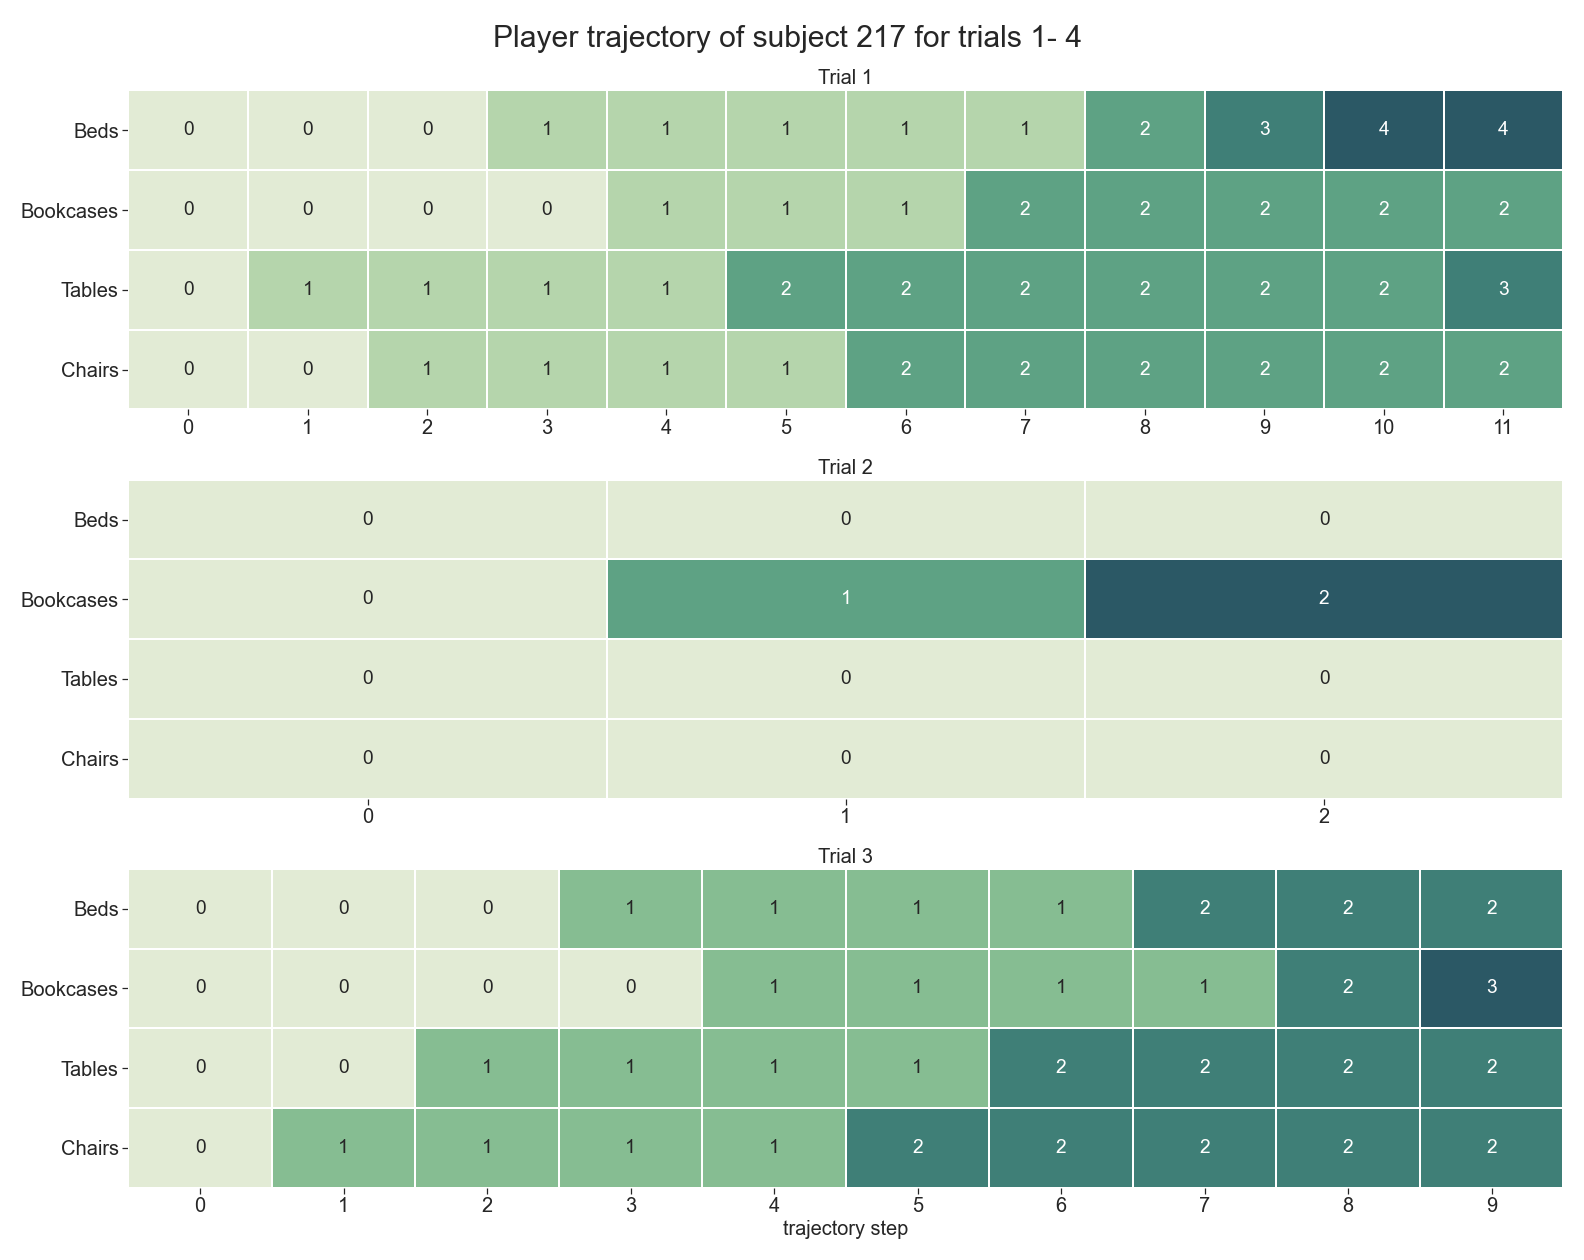 Player trajectory of subject 217 for trials 1- 4
Trial 1
Beds 0 0 0 1 1 1 1 1 2 3 4 4
Bookcases 0 0 0 0 1 1 1 2 2 2 2 2
Tables 0 1 1 1 1 2 2 2 2 2 2 3
Chairs 0 0 1 1 1 1 2 2 2 2 2 2
0 1 2 3 4 5 6 7 8 9 10 11
Trial 2
Beds 0 0 0
Bookcases 0 1 2
Tables 0 0 0
Chairs 0 0 0
0 1 2
Trial 3
Beds 0 0 0 1 1 1 1 2 2 2
Bookcases 0 0 0 0 1 1 1 1 2 3
Tables 0 0 1 1 1 1 2 2 2 2
Chairs 0 1 1 1 1 2 2 2 2 2
0 1 2 3 4 5 6 7 8 9
trajectory step